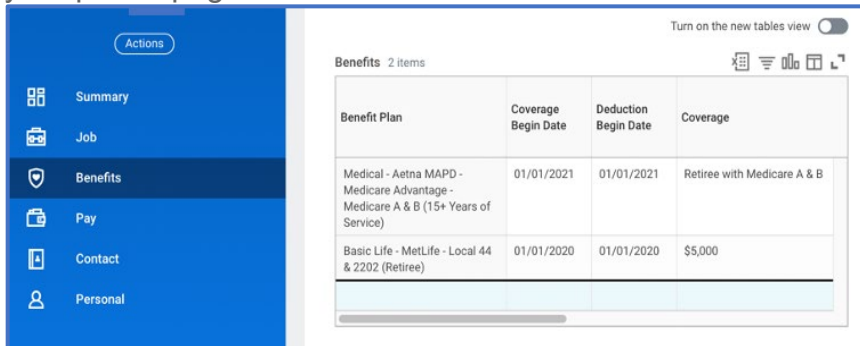 Actions
Summary
Job
Benefits
Pay
Contact
Personal
Turn on the new tables view
Benefits 2 items
Benefit Plan
Coverage
Begin Date
Deduction
Begin Date
Coverage
Medical - Aetna MAPD -
Medicare Advantage -
Medicare A & B (15+ Years of
Service)
01/01/2021
01/01/2021
Retiree with Medicare A & B
Basic Life - MetLife - Local 44
& 2202 (Retiree)
01/01/2020
01/01/2020
$5,000